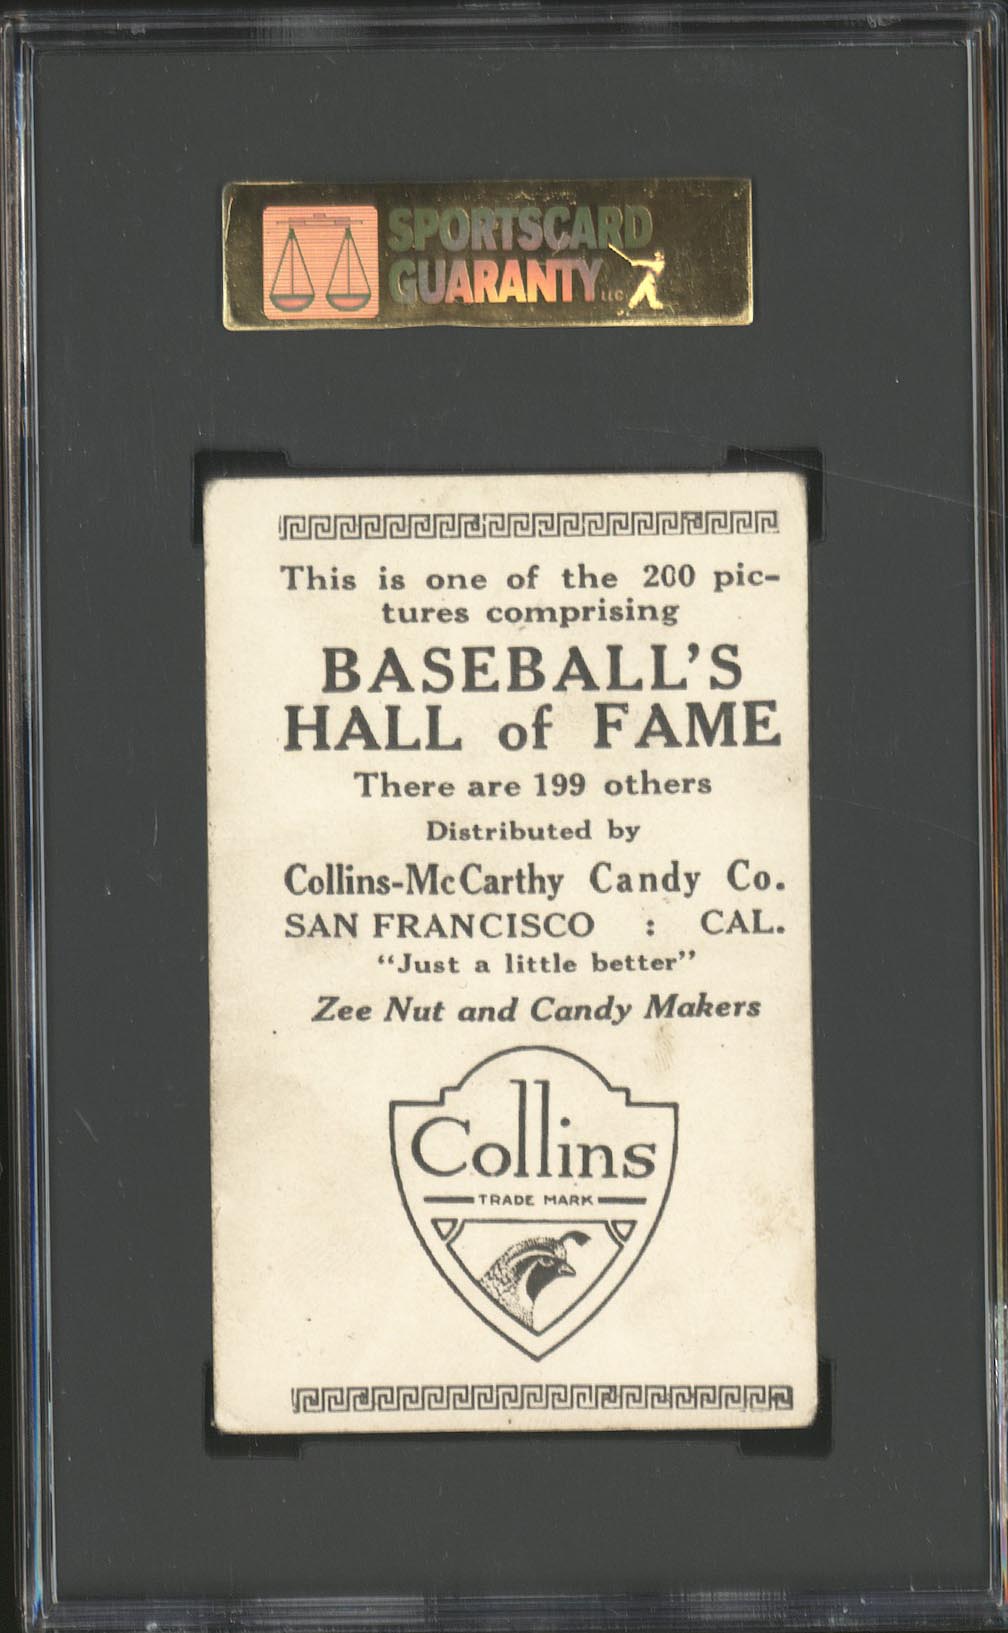 SPORTSCARD
GUARANTY LLC
This is one of the 200 pic-
tures comprising
BASEBALL'S
HALL of FAME
There are 199 others
Distributed by
Collins-McCarthy Candy Co.
SAN FRANCISCO : CAL.
"Just a little better"
Zee Nut and Candy Makers
Collins
TRADE MARK